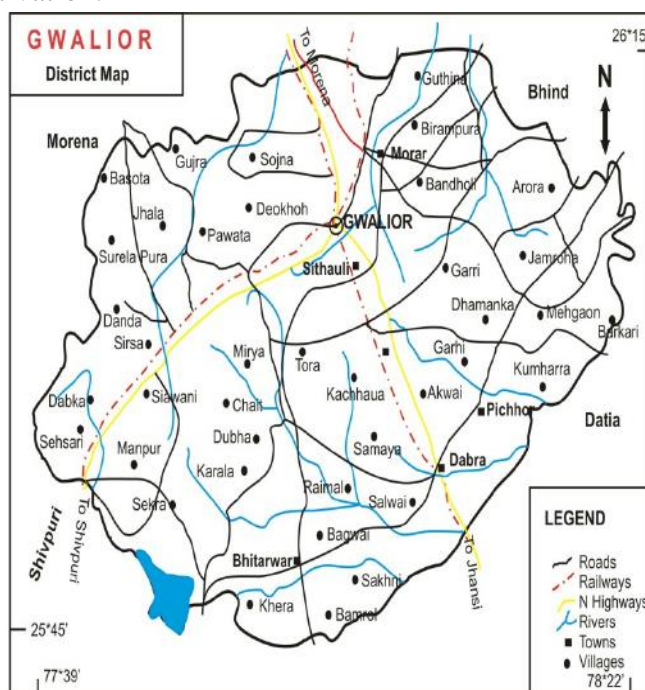 GWALIOR
District Map
26*15
N
Bhind
Morena
Shivpuri
Datia
To Morena
To Shivpuri
To Jhansi
Guthina
Birampura
Morar
Gujra
Sojna
Basota
Bandholi
Arora
Deokhoh
Jhala
GWALIOR
Pawata
Surela Pura
Sithauli
Garri
Jamroha
Danda
Dhamanka
Mehgaon
Barkari
Sirsa
Mirya
Tora
Garhi
Kumharra
Kachhaua
Dabka
Siawani
Chait
Akwai
Pichhor
Sehsari
Dubha
Samaya
Manpur
Karala
Dabra
Raimal
Salwai
Sekra
Bagwai
Bhitarwar
Sakhni
Khera
Bamrol
LEGEND
Roads
Railways
N Highways
Rivers
Towns
Villages
25*45
77*39'
78*22'